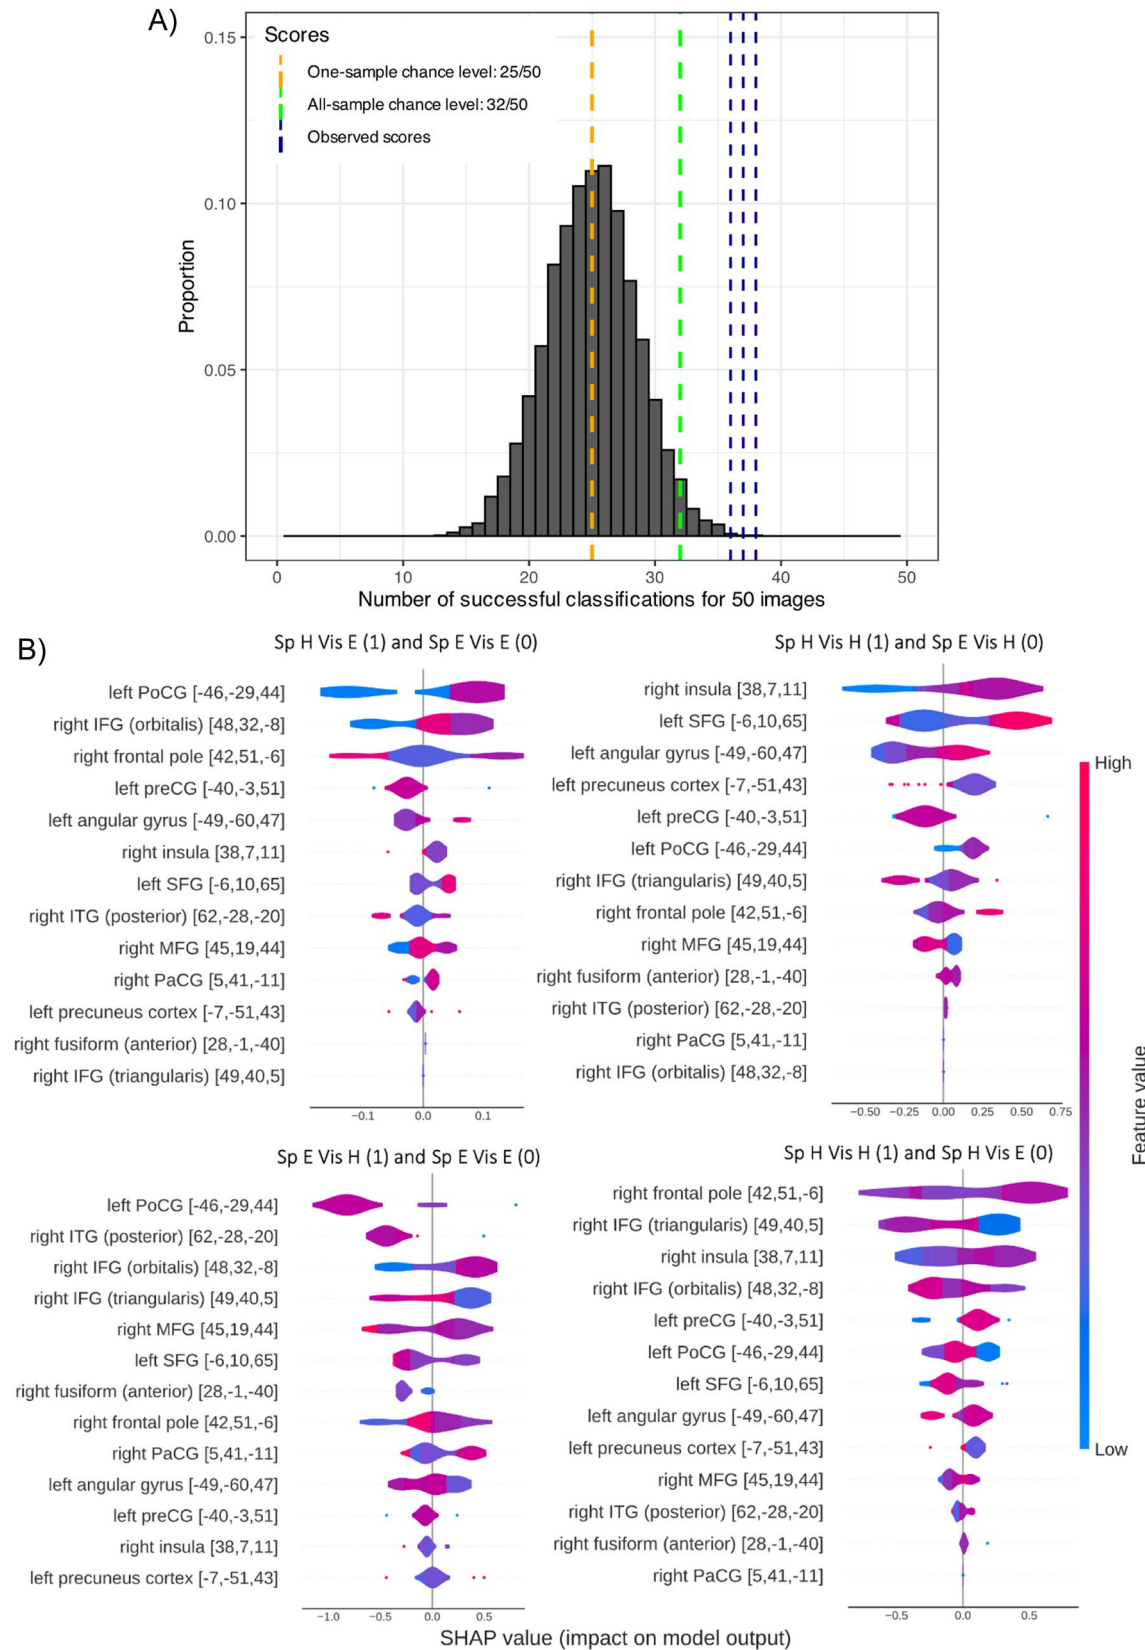 A)
Scores
One-sample chance level: 25/50
All-sample chance level: 32/50
Observed scores
Proportion
0.15
0.10
0.05
0.00
0 10 20 30 40 50
Number of successful classifications for 50 images
B)
Sp H Vis E (1) and Sp E Vis E (0)
left PoCG [-46,-29,44]
right IFG (orbitalis) [48,32,-8]
right frontal pole [42,51,-6]
left preCG [-40,-3,51]
left angular gyrus [-49,-60,47]
right insula [38,7,11]
left SFG [-6,10,65]
right ITG (posterior) [62,-28,-20]
right MFG [45,19,44]
right PaCG [5,41,-11]
left precuneus cortex [-7,-51,43]
right fusiform (anterior) [28,-1,-40]
right IFG (triangularis) [49,40,5]
−0.1 0.0 0.1
Sp H Vis H (1) and Sp E Vis H (0)
right insula [38,7,11]
left SFG [-6,10,65]
left angular gyrus [-49,-60,47]
left precuneus cortex [-7,-51,43]
left preCG [-40,-3,51]
left PoCG [-46,-29,44]
right IFG (triangularis) [49,40,5]
right frontal pole [42,51,-6]
right MFG [45,19,44]
right fusiform (anterior) [28,-1,-40]
right ITG (posterior) [62,-28,-20]
right PaCG [5,41,-11]
right IFG (orbitalis) [48,32,-8]
−0.50 −0.25 0.00 0.25 0.50 0.75
High
Feature value
Low
Sp E Vis H (1) and Sp E Vis E (0)
left PoCG [-46,-29,44]
right ITG (posterior) [62,-28,-20]
right IFG (orbitalis) [48,32,-8]
right IFG (triangularis) [49,40,5]
right MFG [45,19,44]
left SFG [-6,10,65]
right fusiform (anterior) [28,-1,-40]
right frontal pole [42,51,-6]
right PaCG [5,41,-11]
left angular gyrus [-49,-60,47]
left preCG [-40,-3,51]
right insula [38,7,11]
left precuneus cortex [-7,-51,43]
−1.0 −0.5 0.0 0.5
Sp H Vis H (1) and Sp H Vis E (0)
right frontal pole [42,51,-6]
right IFG (triangularis) [49,40,5]
right insula [38,7,11]
right IFG (orbitalis) [48,32,-8]
left preCG [-40,-3,51]
left PoCG [-46,-29,44]
left SFG [-6,10,65]
left angular gyrus [-49,-60,47]
left precuneus cortex [-7,-51,43]
right MFG [45,19,44]
right ITG (posterior) [62,-28,-20]
right fusiform (anterior) [28,-1,-40]
right PaCG [5,41,-11]
−0.5 0.0 0.5
SHAP value (impact on model output)